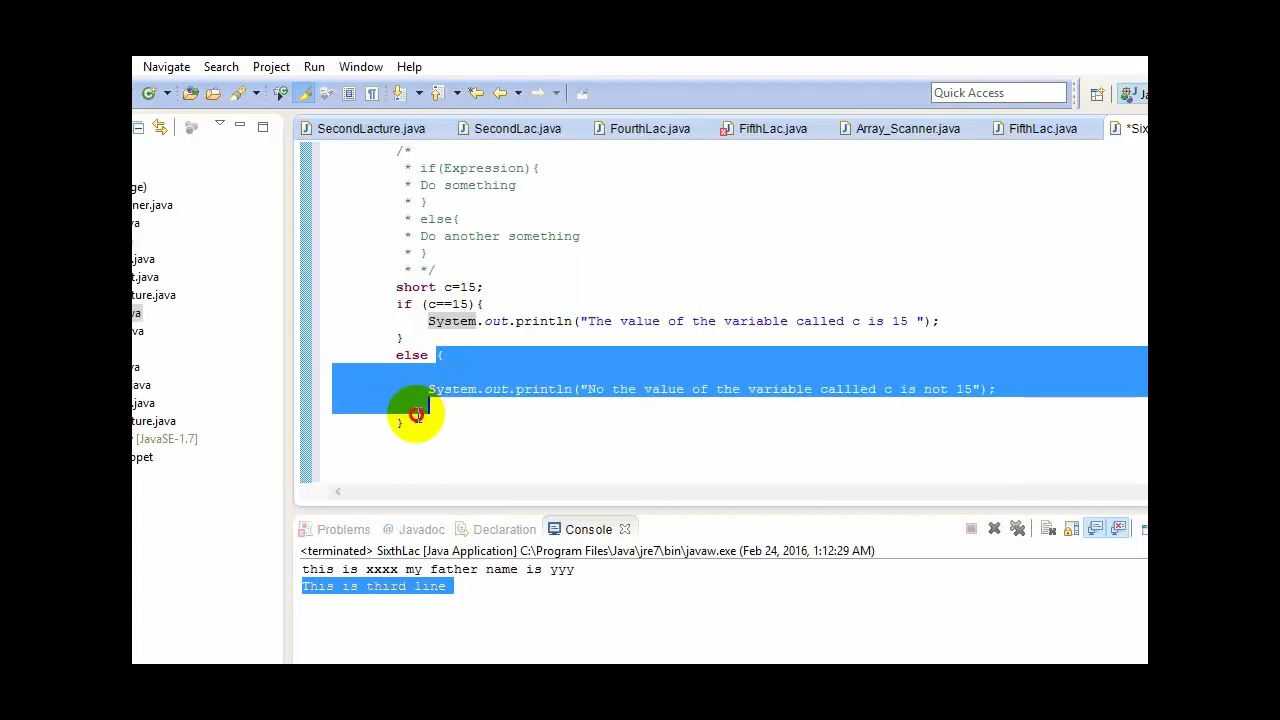 Navigate Search Project Run Window Help
Quick Access
SecondLacture.java SecondLac.java FourthLac.java FifthLac.java Array_Scanner.java FifthLac.java *Six
/*
* if(Expression){
* Do something
* }
* else{
* Do another something
* }
* */
short c=15;
if (c==15){
System.out.println("The value of the variable called c is 15 ");
}
else {
System.out.println("No the value of the variable callled c is not 15");
}
ge)
ner.java
va
.java
t.java
ture.java
va
va
va
.java
.java
ture.java
r [JavaSE-1.7]
ppet
Problems @ Javadoc Declaration Console
<terminated> SixthLac [Java Application] C:\Program Files\Java\jre7\bin\javaw.exe (Feb 24, 2016, 1:12:29 AM)
this is xxxx my father name is yyy
This is third line